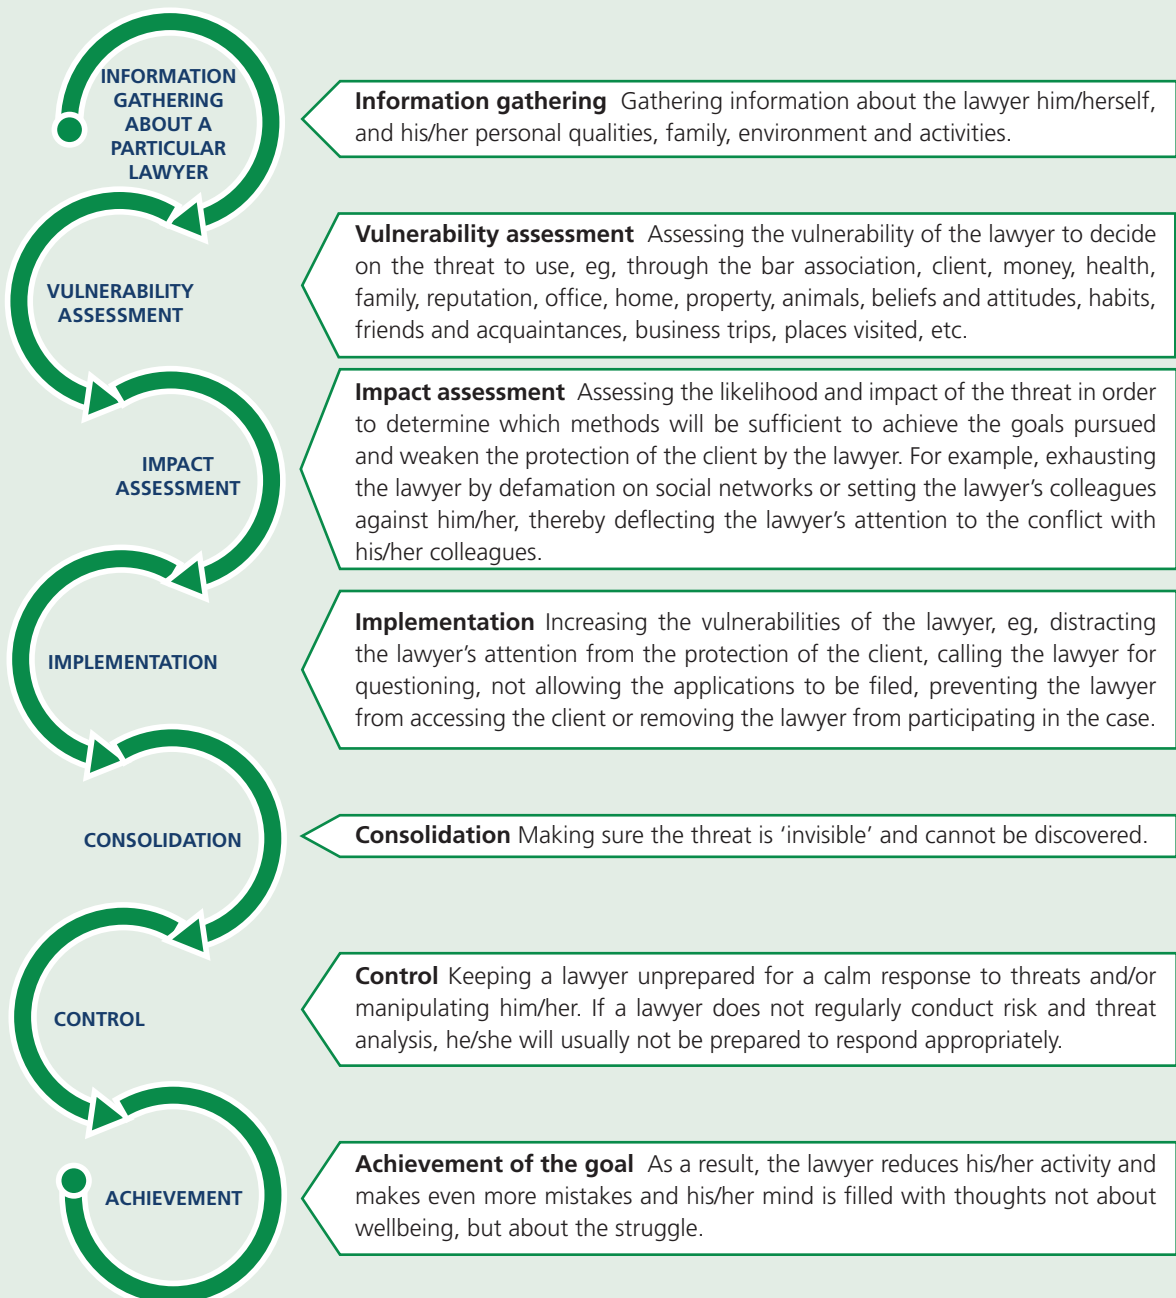 INFORMATION
GATHERING
ABOUT A
PARTICULAR
LAWYER
Information gathering Gathering information about the lawyer him/herself,
and his/her personal qualities, family, environment and activities.
VULNERABILITY
ASSESSMENT
Vulnerability assessment Assessing the vulnerability of the lawyer to decide
on the threat to use, eg, through the bar association, client, money, health,
family, reputation, office, home, property, animals, beliefs and attitudes, habits,
friends and acquaintances, business trips, places visited, etc.
IMPACT
ASSESSMENT
Impact assessment Assessing the likelihood and impact of the threat in order
to determine which methods will be sufficient to achieve the goals pursued
and weaken the protection of the client by the lawyer. For example, exhausting
the lawyer by defamation on social networks or setting the lawyer’s colleagues
against him/her, thereby deflecting the lawyer’s attention to the conflict with
his/her colleagues.
IMPLEMENTATION
Implementation Increasing the vulnerabilities of the lawyer, eg, distracting
the lawyer’s attention from the protection of the client, calling the lawyer for
questioning, not allowing the applications to be filed, preventing the lawyer
from accessing the client or removing the lawyer from participating in the case.
CONSOLIDATION
Consolidation Making sure the threat is ‘invisible’ and cannot be discovered.
CONTROL
Control Keeping a lawyer unprepared for a calm response to threats and/or
manipulating him/her. If a lawyer does not regularly conduct risk and threat
analysis, he/she will usually not be prepared to respond appropriately.
ACHIEVEMENT
Achievement of the goal As a result, the lawyer reduces his/her activity and
makes even more mistakes and his/her mind is filled with thoughts not about
wellbeing, but about the struggle.